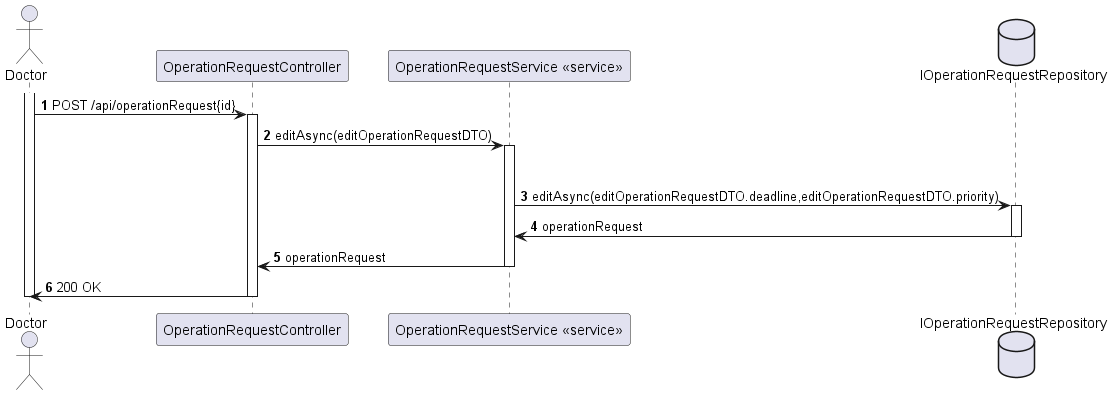 Doctor
OperationRequestController
OperationRequestService «service»
IOperationRequestRepository
1 POST /api/operationRequest{id}
2 editAsync(editOperationRequestDTO)
3 editAsync(editOperationRequestDTO.deadline,editOperationRequestDTO.priority)
4 operationRequest
5 operationRequest
6 200 OK
Doctor
OperationRequestController
OperationRequestService «service»
IOperationRequestRepository